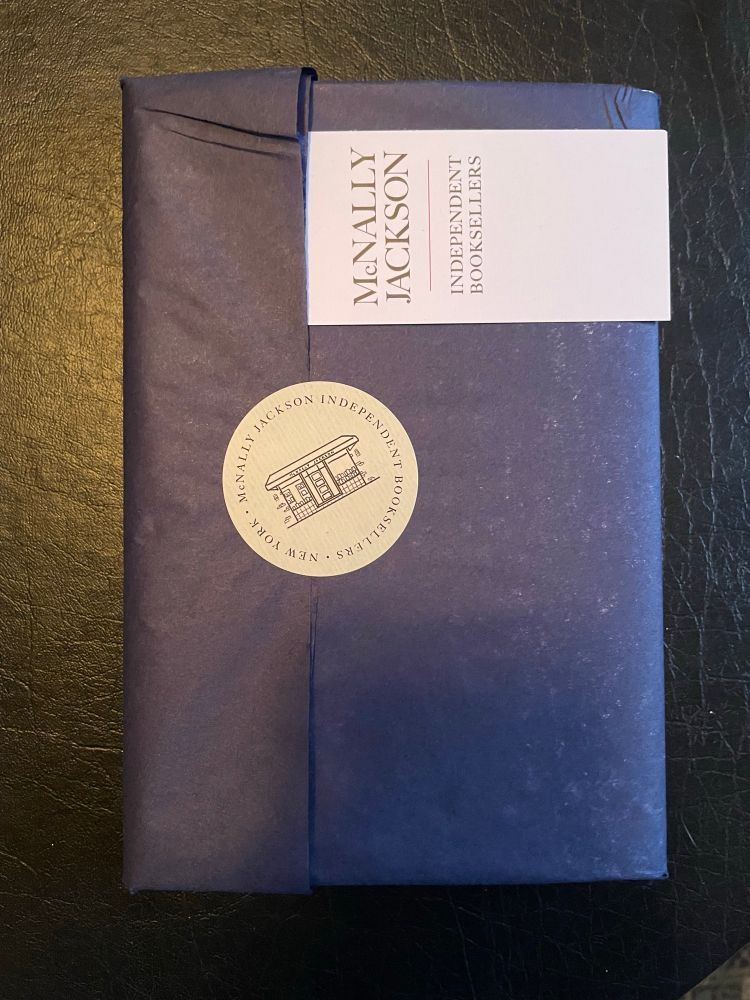 McNALLY
JACKSON
INDEPENDENT
BOOKSELLERS
McNALLY JACKSON INDEPENDENT BOOKSELLERS • NEW YORK •